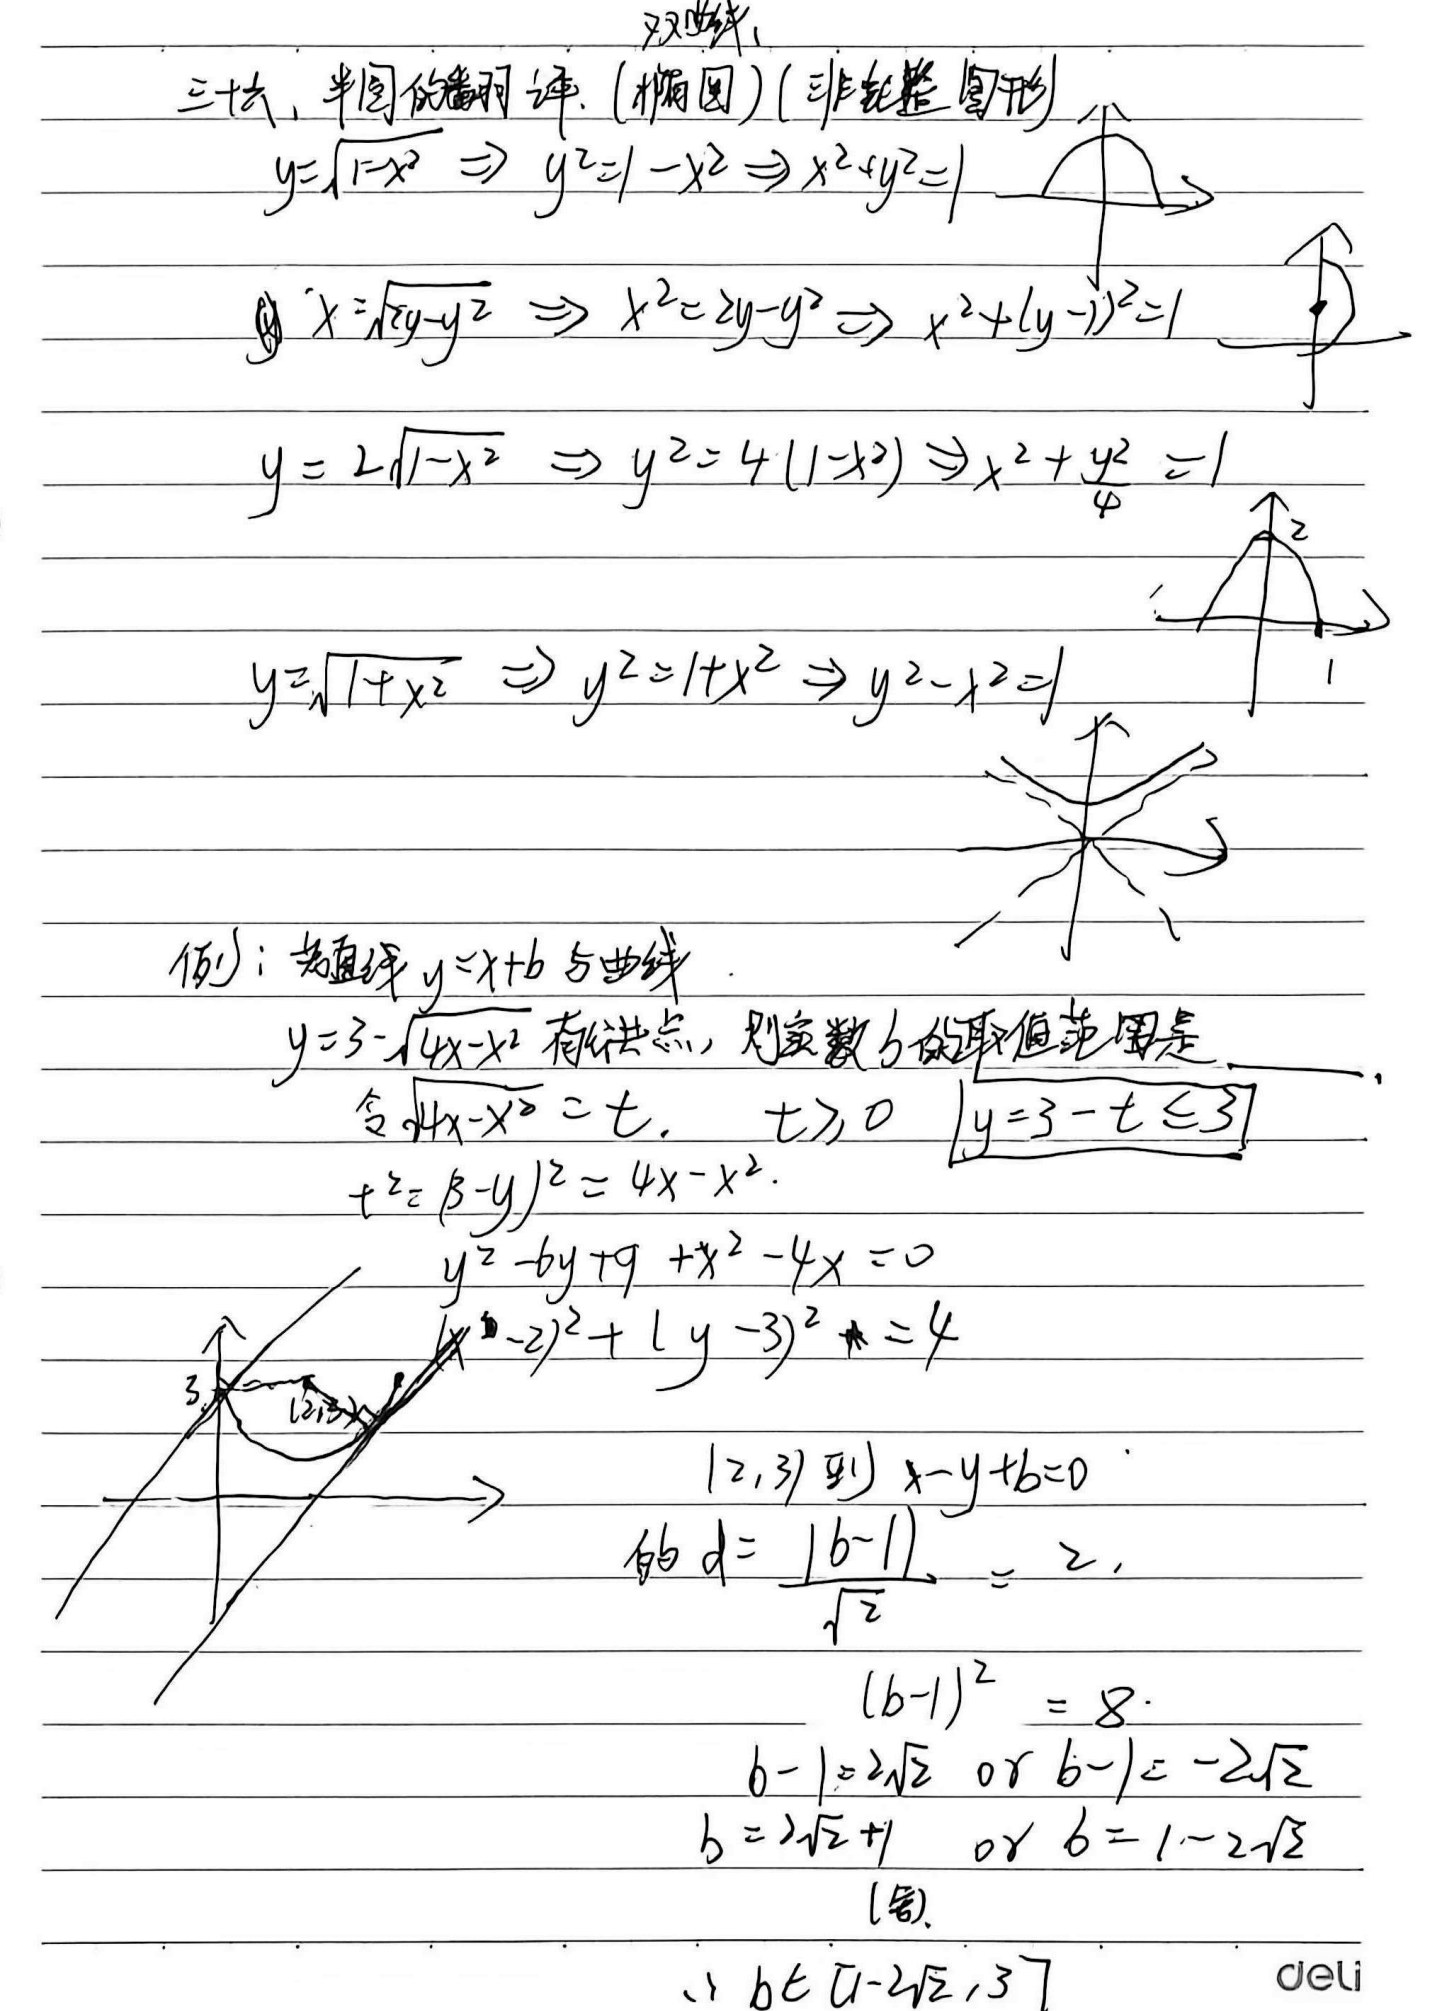 双曲线,
三十六、半圆的翻译. (椭圆) (非完整图形)
y=√(1-x²) ⇒ y²=1-x² ⇒ x²+y²=1
x=√(2y-y²) ⇒ x²=2y-y² ⇒ x²+(y-1)²=1
y=2√(1-x²) ⇒ y²=4(1-x²) ⇒ x²+y²/4=1
2
1
y=√(1+x²) ⇒ y²=1+x² ⇒ y²-x²=1
例: 若直线 y=x+b 与曲线
y=3-√(4x-x²) 有公共点, 则实数b的取值范围是____.
令√(4x-x²)=t. t≥0 y=3-t≤3
t²=(3-y)²=4x-x².
y²-6y+9+x²-4x=0
(x-2)²+(y-3)²=4
3
(2,3)
(2,3)到 x-y+b=0
的 d=|b-1|/√2=2.
(b-1)²=8.
b-1=2√2 or b-1=-2√2
b=2√2+1 or b=1-2√2
(舍).
∴ b∈[1-2√2,3]
deli